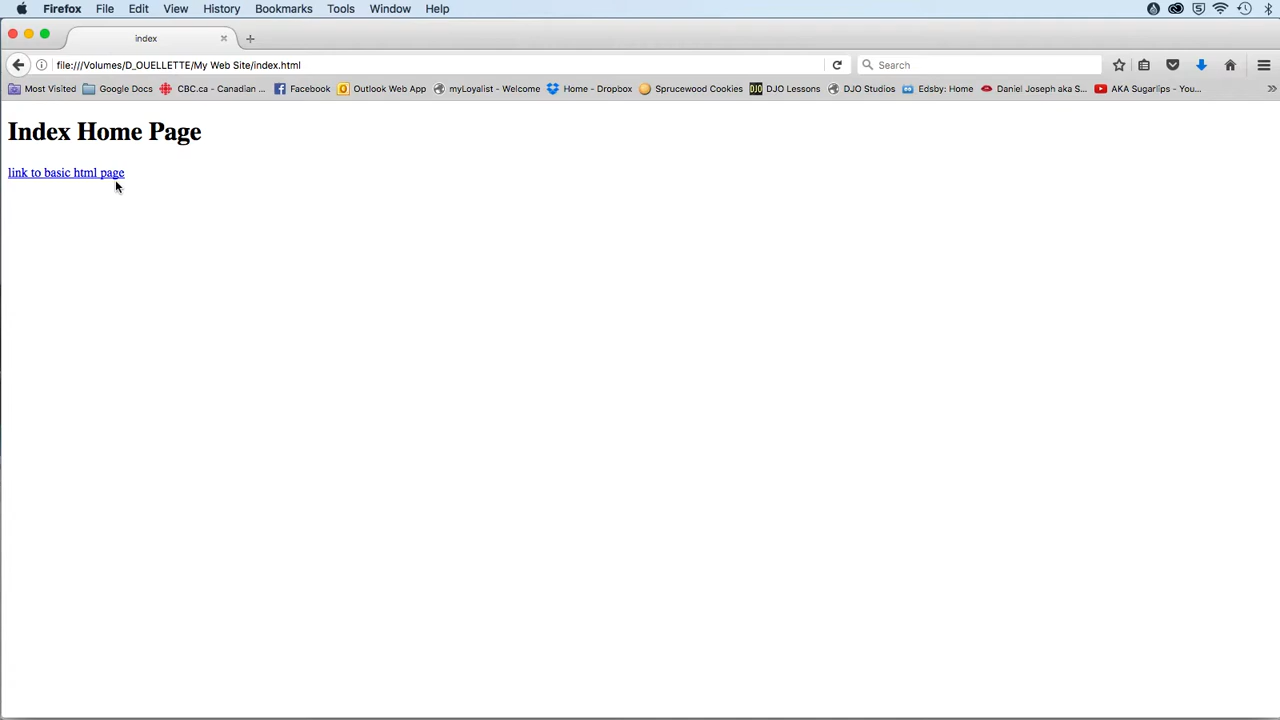 Firefox File Edit View History Bookmarks Tools Window Help
index
file:///Volumes/D_OUELLETTE/My Web Site/index.html Search
Most Visited Google Docs CBC.ca - Canadian ... Facebook Outlook Web App myLoyalist - Welcome Home - Dropbox Sprucewood Cookies DJO DJO Lessons DJO Studios Edsby: Home Daniel Joseph aka S... AKA Sugarlips - You...
Index Home Page
link to basic html page